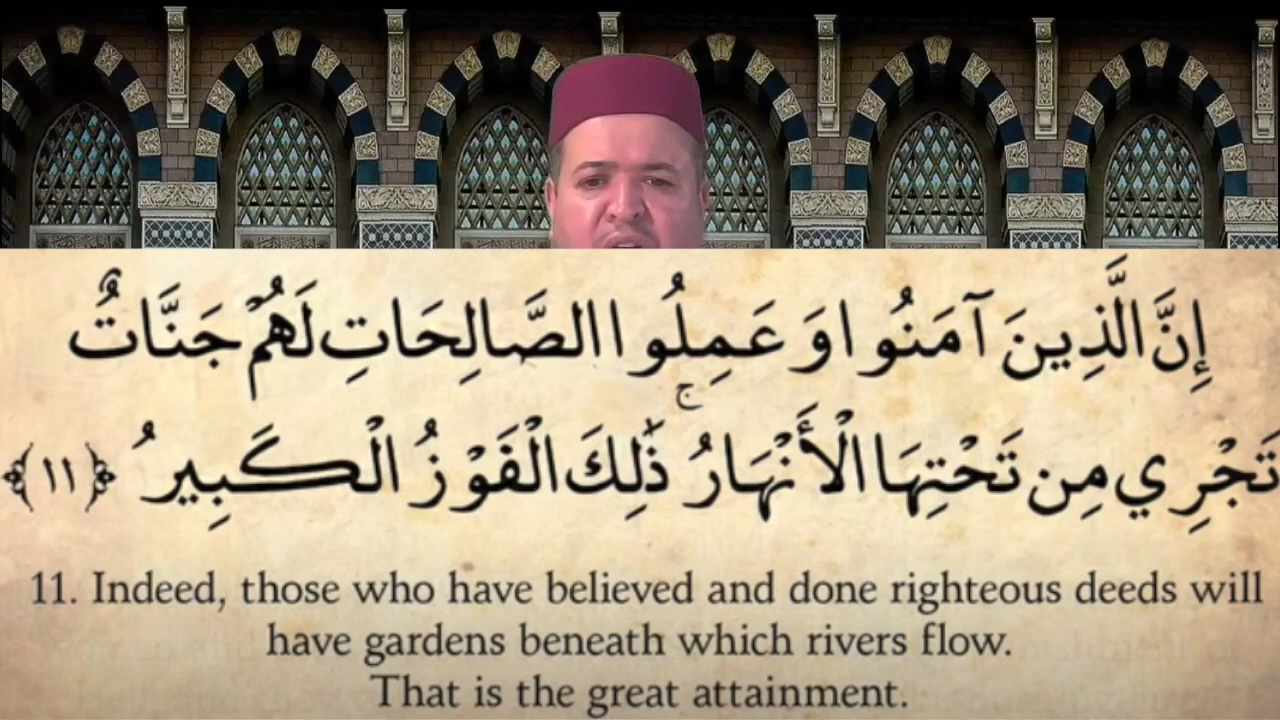 إِنَّ الَّذِينَ آمَنُوا وَعَمِلُوا الصَّالِحَاتِ لَهُمْ جَنَّاتٌ
تَجْرِي مِن تَحْتِهَا الْأَنْهَارُ ۚ ذَٰلِكَ الْفَوْزُ الْكَبِيرُ ﴿١١﴾
11. Indeed, those who have believed and done righteous deeds will
have gardens beneath which rivers flow.
That is the great attainment.